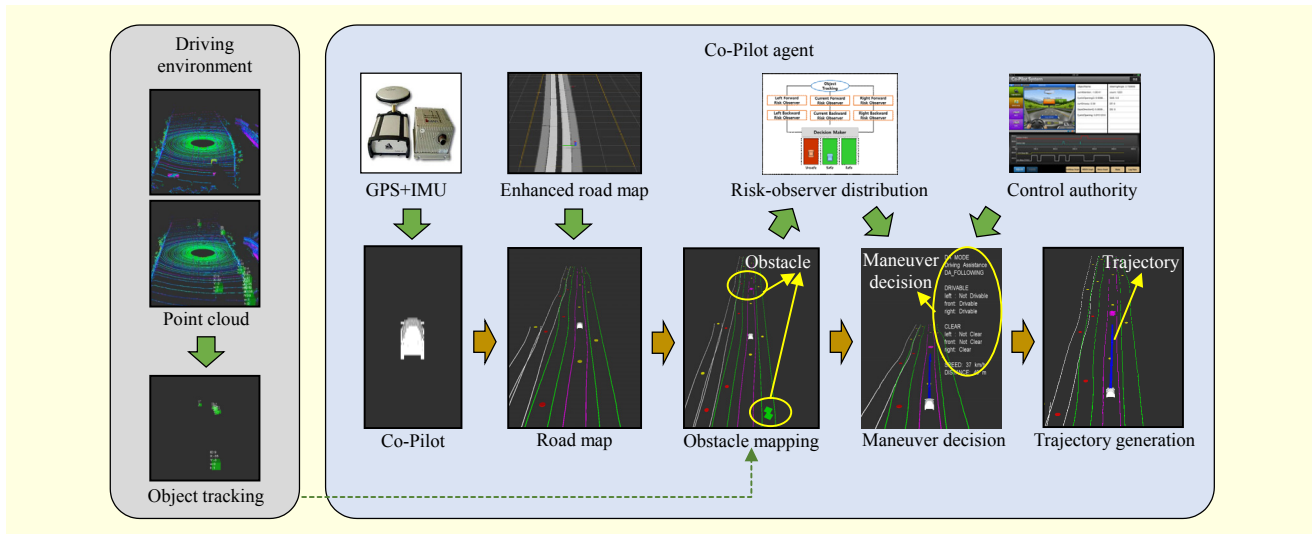 Driving
environment
Point cloud
Object tracking
Co-Pilot agent
GPS+IMU
Enhanced road map
Object
Tracking
Left Forward
Risk Observer
Current Forward
Risk Observer
Right Forward
Risk Observer
Left Backward
Risk Observer
Current Backward
Risk Observer
Right Backward
Risk Observer
Decision Maker
Unsafe
Safe
Safe
Risk-observer distribution
Control authority
Co-Pilot
Road map
Obstacle
Obstacle mapping
Maneuver
decision
DV MODE
Driving Assistance
DA_FOLLOWING
DRIVABLE
left : Not Drivable
front: Drivable
right: Drivable
CLEAR
left : Not Clear
front: Not Clear
right: Clear
SPEED: 37 km/h
Maneuver decision
Trajectory
Trajectory generation